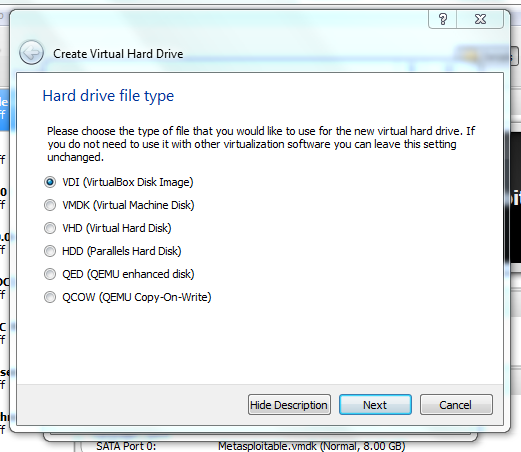 ?
Create Virtual Hard Drive
Hard drive file type
Please choose the type of file that you would like to use for the new virtual hard drive. If
you do not need to use it with other virtualization software you can leave this setting
unchanged.
VDI (VirtualBox Disk Image)
VMDK (Virtual Machine Disk)
VHD (Virtual Hard Disk)
HDD (Parallels Hard Disk)
QED (QEMU enhanced disk)
QCOW (QEMU Copy-On-Write)
Hide Description Next Cancel
SATA Port 0: Metasploitable.vmdk (Normal, 8.00 GB)